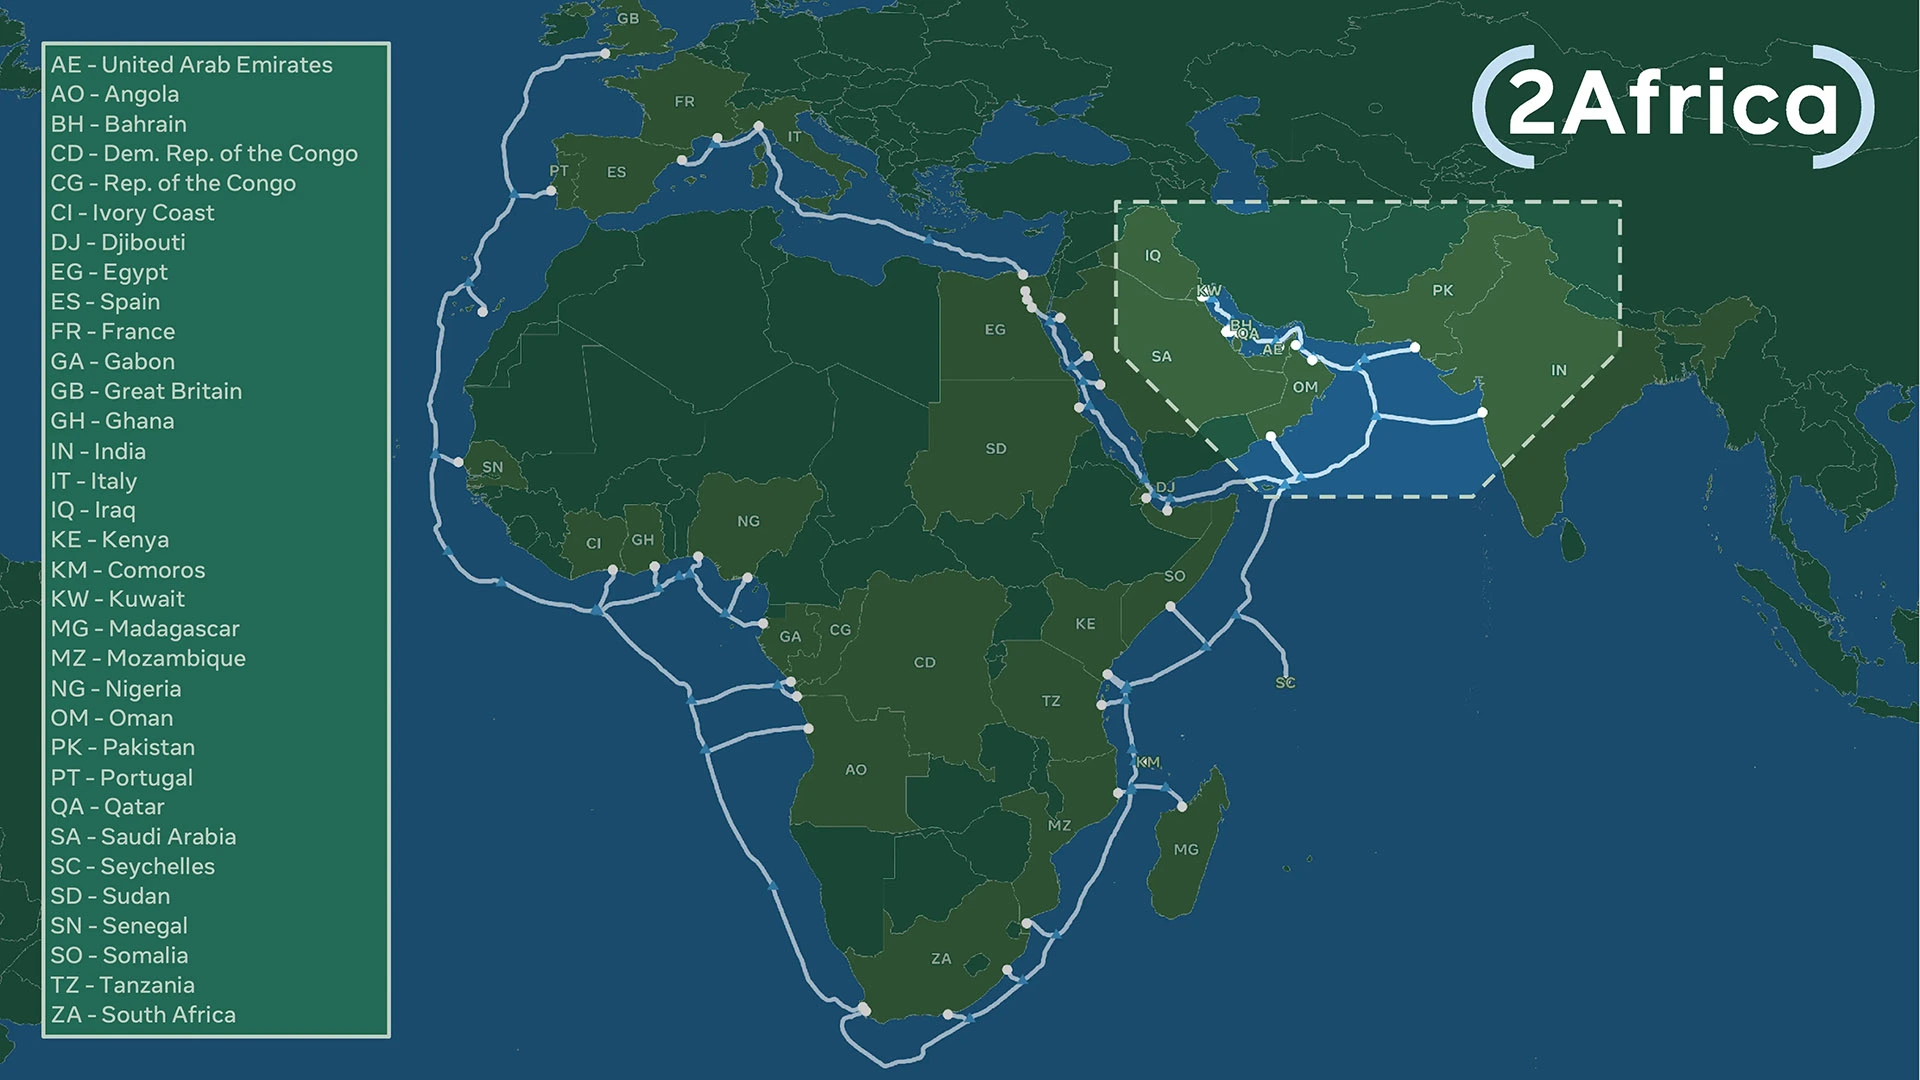 AE - United Arab Emirates
AO - Angola
BH - Bahrain
CD - Dem. Rep. of the Congo
CG - Rep. of the Congo
CI - Ivory Coast
DJ - Djibouti
EG - Egypt
ES - Spain
FR - France
GA - Gabon
GB - Great Britain
GH - Ghana
IN - India
IT - Italy
IQ - Iraq
KE - Kenya
KM - Comoros
KW - Kuwait
MG - Madagascar
MZ - Mozambique
NG - Nigeria
OM - Oman
PK - Pakistan
PT - Portugal
QA - Qatar
SA - Saudi Arabia
SC - Seychelles
SD - Sudan
SN - Senegal
SO - Somalia
TZ - Tanzania
ZA - South Africa
(2Africa)
GB
FR
IT
PT
ES
IQ
KW
PK
BH
QA
EG
AE
SA
IN
OM
SD
SN
DJ
NG
CI
GH
SO
KE
CG
GA
CD
SC
TZ
KM
AO
MZ
MG
ZA